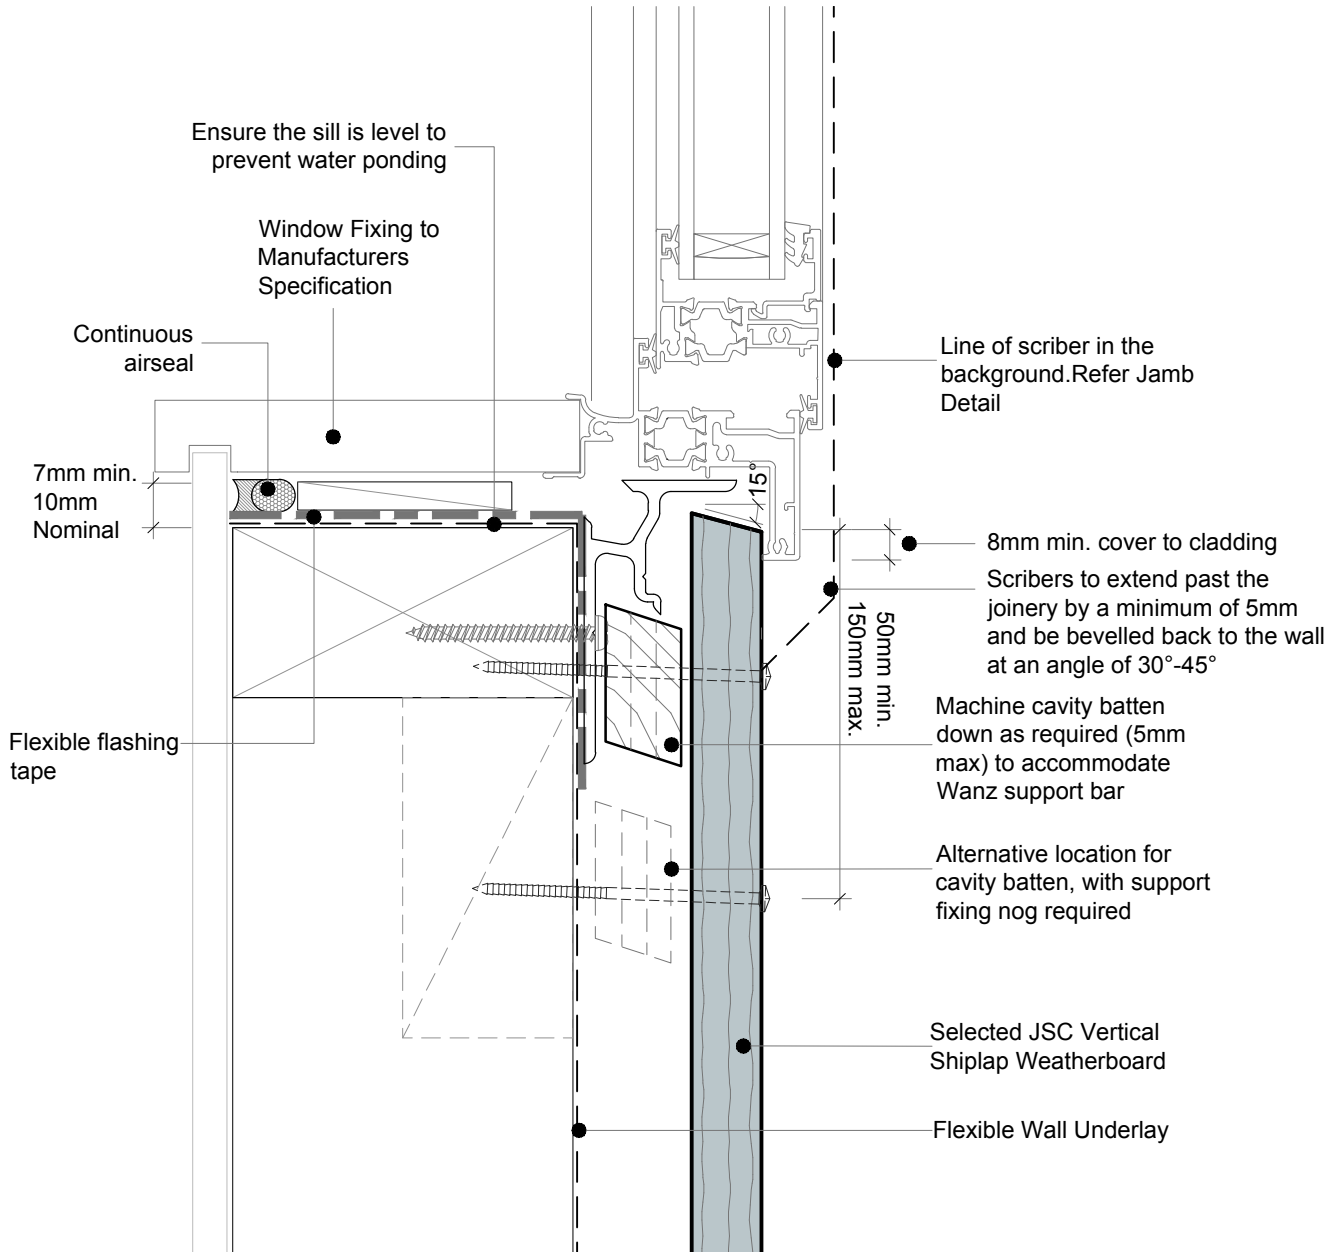 Ensure the sill is level to
prevent water ponding
Window Fixing to
Manufacturers
Specification
Continuous
airseal
7mm min.
10mm
Nominal
Flexible flashing
tape
15°
Line of scriber in the
background.Refer Jamb
Detail
8mm min. cover to cladding
Scribers to extend past the
joinery by a minimum of 5mm
and be bevelled back to the wall
at an angle of 30°-45°
50mm min.
150mm max.
Machine cavity batten
down as required (5mm
max) to accommodate
Wanz support bar
Alternative location for
cavity batten, with support
fixing nog required
Selected JSC Vertical
Shiplap Weatherboard
Flexible Wall Underlay